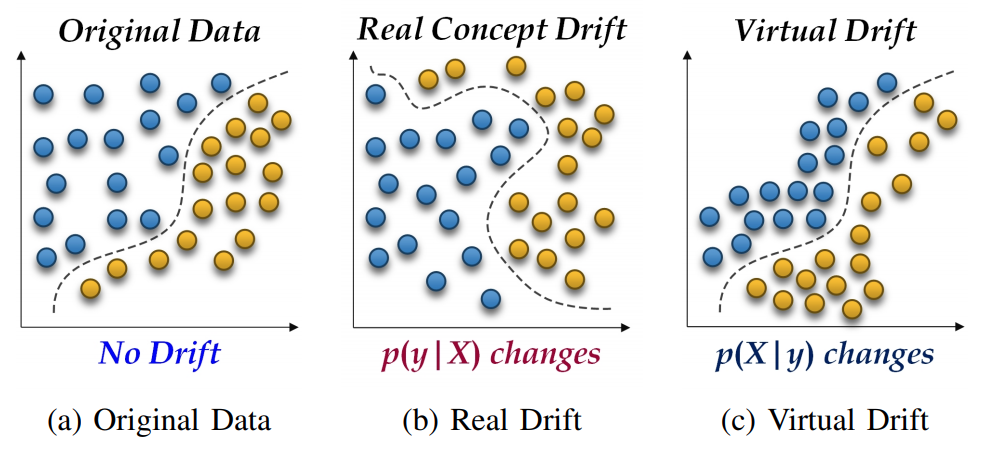 Original Data
Real Concept Drift
Virtual Drift
No Drift
p(y|X) changes
p(X|y) changes
(a) Original Data
(b) Real Drift
(c) Virtual Drift